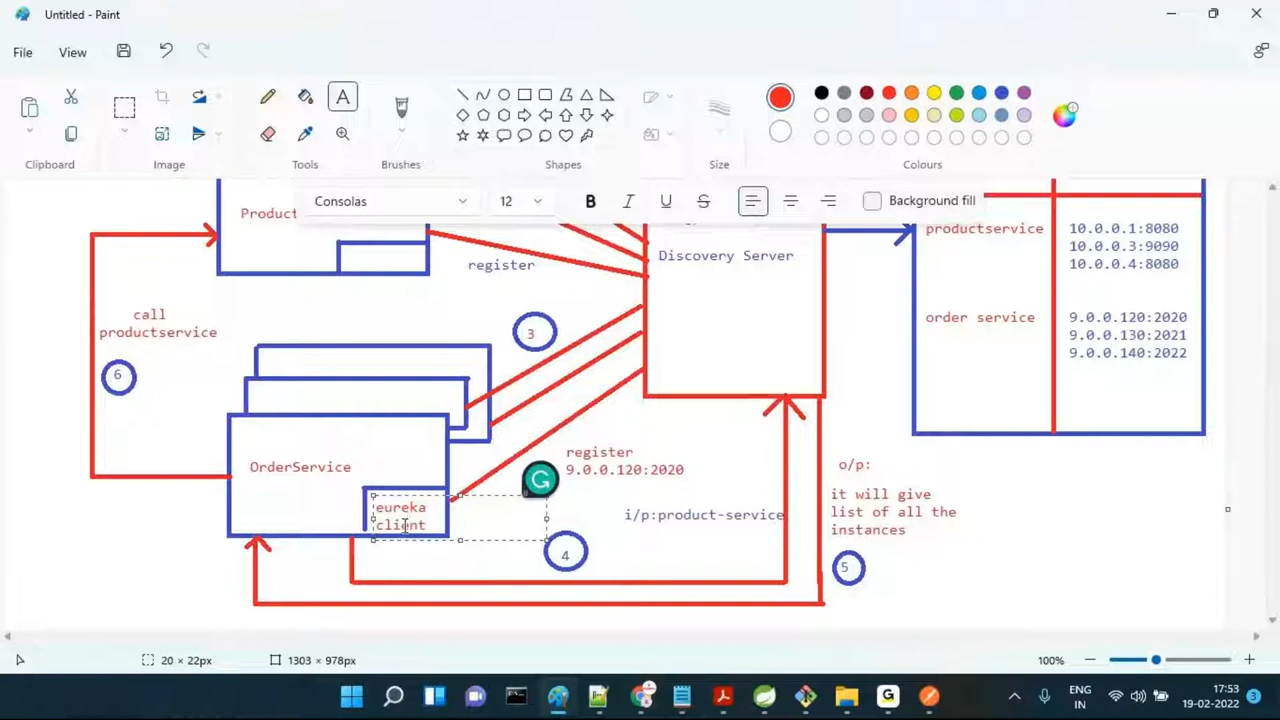 Untitled - Paint
File
View
Clipboard
Image
Tools
Brushes
Shapes
Size
Colours
Consolas
12
B
I
U
S
Background fill
A
Product
register
Discovery Server
productservice
10.0.0.1:8080
10.0.0.3:9090
10.0.0.4:8080
order service
9.0.0.120:2020
9.0.0.130:2021
9.0.0.140:2022
call
productservice
6
3
OrderService
eureka
client
register
9.0.0.120:2020
i/p:product-service
4
o/p:
it will give
list of all the
instances
5
G
20 × 22px
1303 × 978px
100%
ENG
IN
17:53
19-02-2022
3